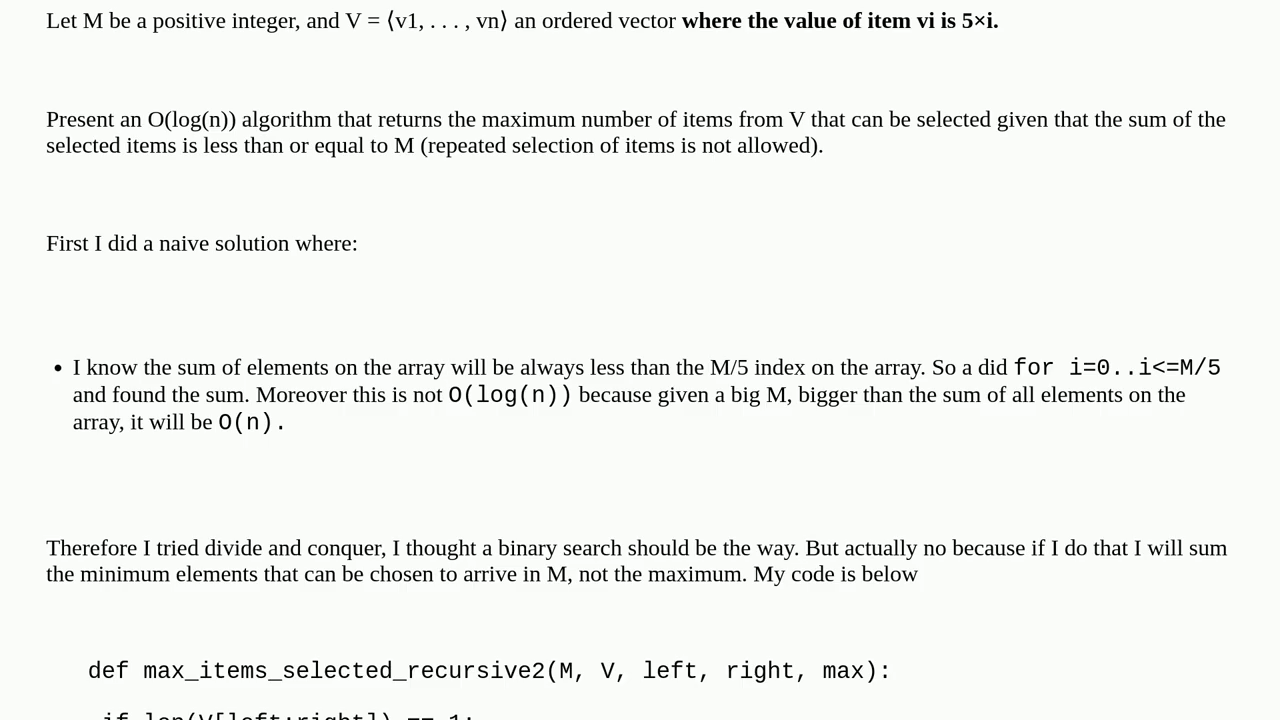 Let M be a positive integer, and V = ⟨v1, . . . , vn⟩ an ordered vector where the value of item vi is 5×i.
Present an O(log(n)) algorithm that returns the maximum number of items from V that can be selected given that the sum of the
selected items is less than or equal to M (repeated selection of items is not allowed).
First I did a naive solution where:
• I know the sum of elements on the array will be always less than the M/5 index on the array. So a did for i=0..i<=M/5
and found the sum. Moreover this is not O(log(n)) because given a big M, bigger than the sum of all elements on the
array, it will be O(n).
Therefore I tried divide and conquer, I thought a binary search should be the way. But actually no because if I do that I will sum
the minimum elements that can be chosen to arrive in M, not the maximum. My code is below
def max_items_selected_recursive2(M, V, left, right, max):
if len(V[left:right]) == 1: